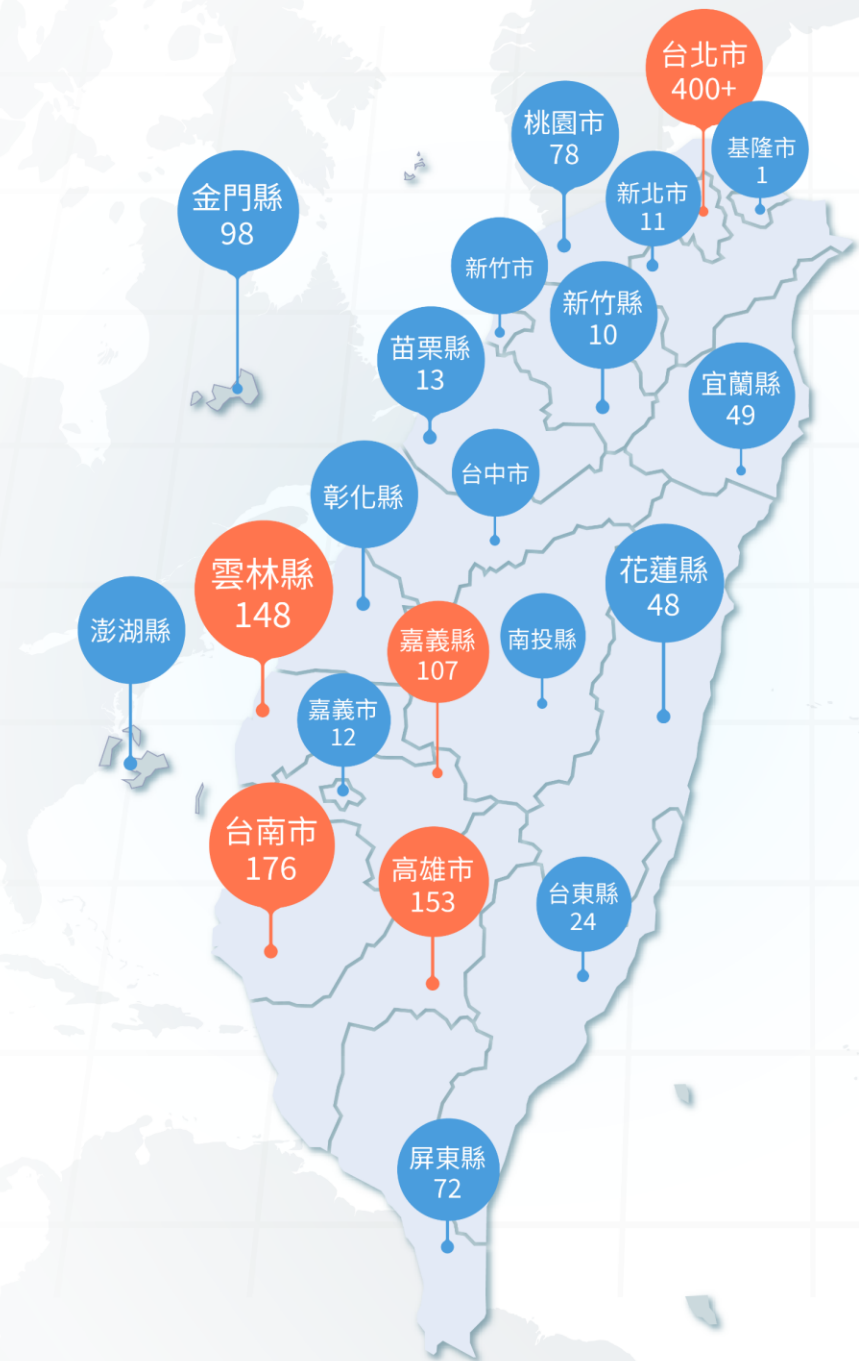 台北市
400+
桃園市
78
基隆市
1
金門縣
98
新北市
11
新竹市
新竹縣
10
苗栗縣
13
宜蘭縣
49
台中市
彰化縣
雲林縣
148
花蓮縣
48
澎湖縣
嘉義縣
107
南投縣
嘉義市
12
台南市
176
高雄市
153
台東縣
24
屏東縣
72